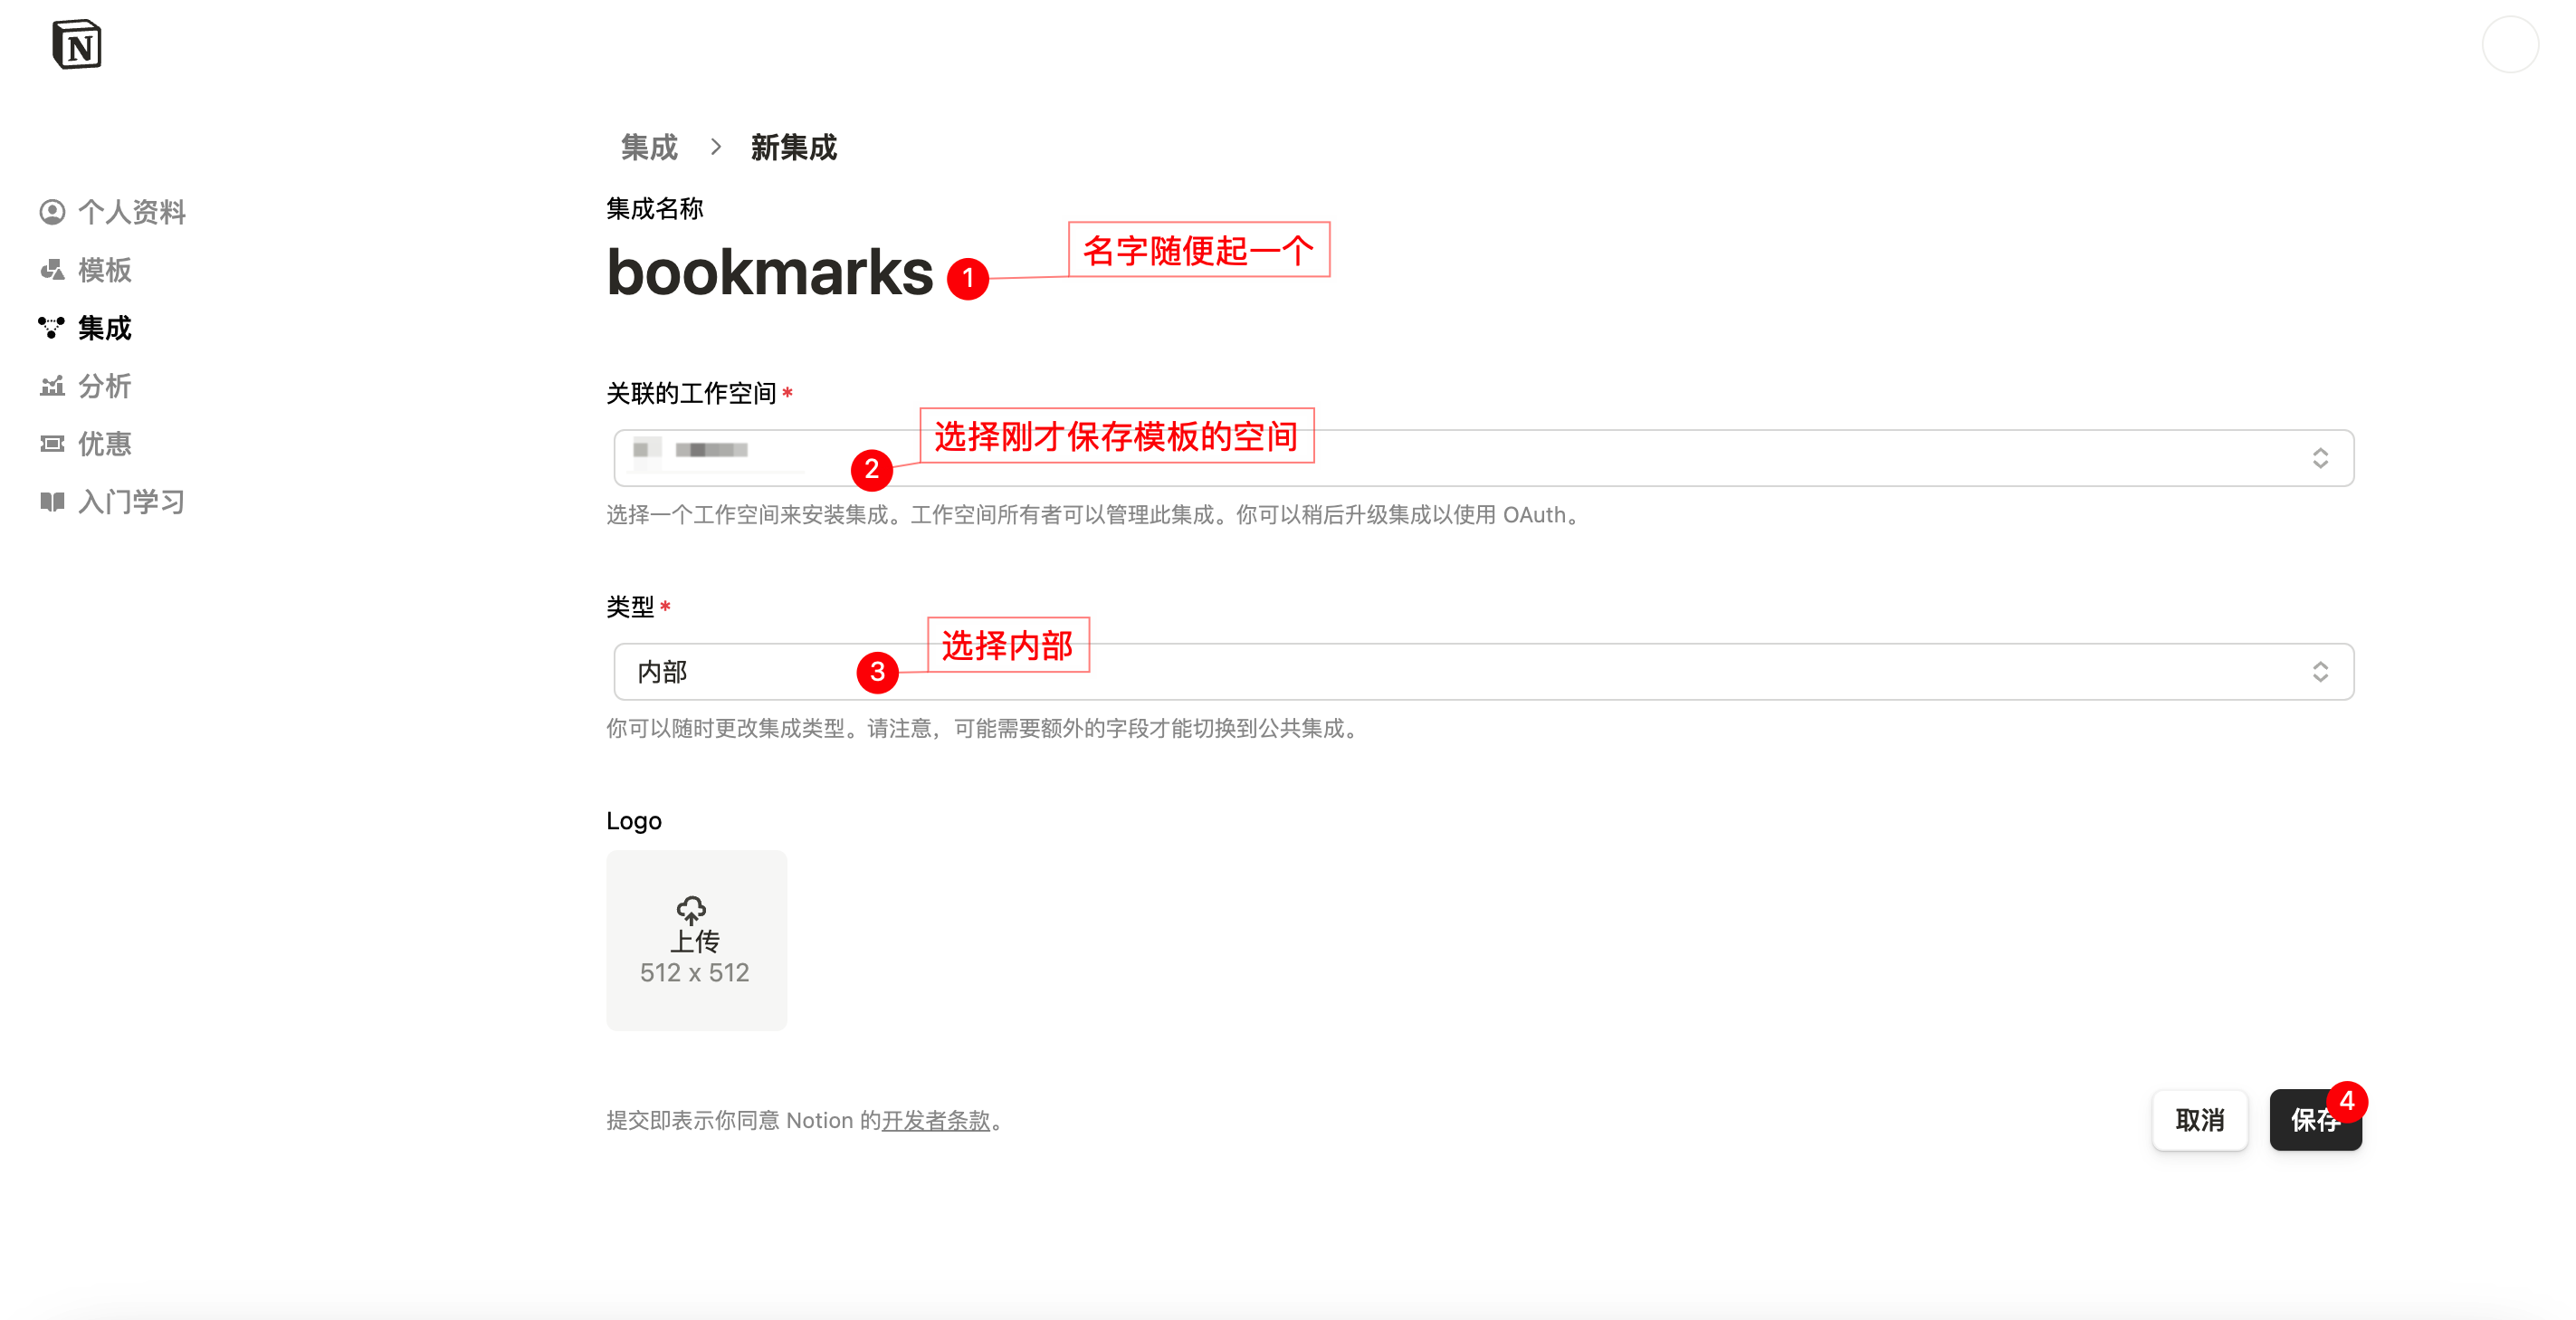 N
集成 > 新集成
个人资料
模板
集成
分析
优惠
入门学习
集成名称
bookmarks
1
名字随便起一个
关联的工作空间*
选择刚才保存模板的空间
2
选择一个工作空间来安装集成。工作空间所有者可以管理此集成。你可以稍后升级集成以使用 OAuth。
类型*
选择内部
内部
3
你可以随时更改集成类型。请注意，可能需要额外的字段才能切换到公共集成。
Logo
上传
512 x 512
提交即表示你同意 Notion 的开发者条款。
取消
保存
4